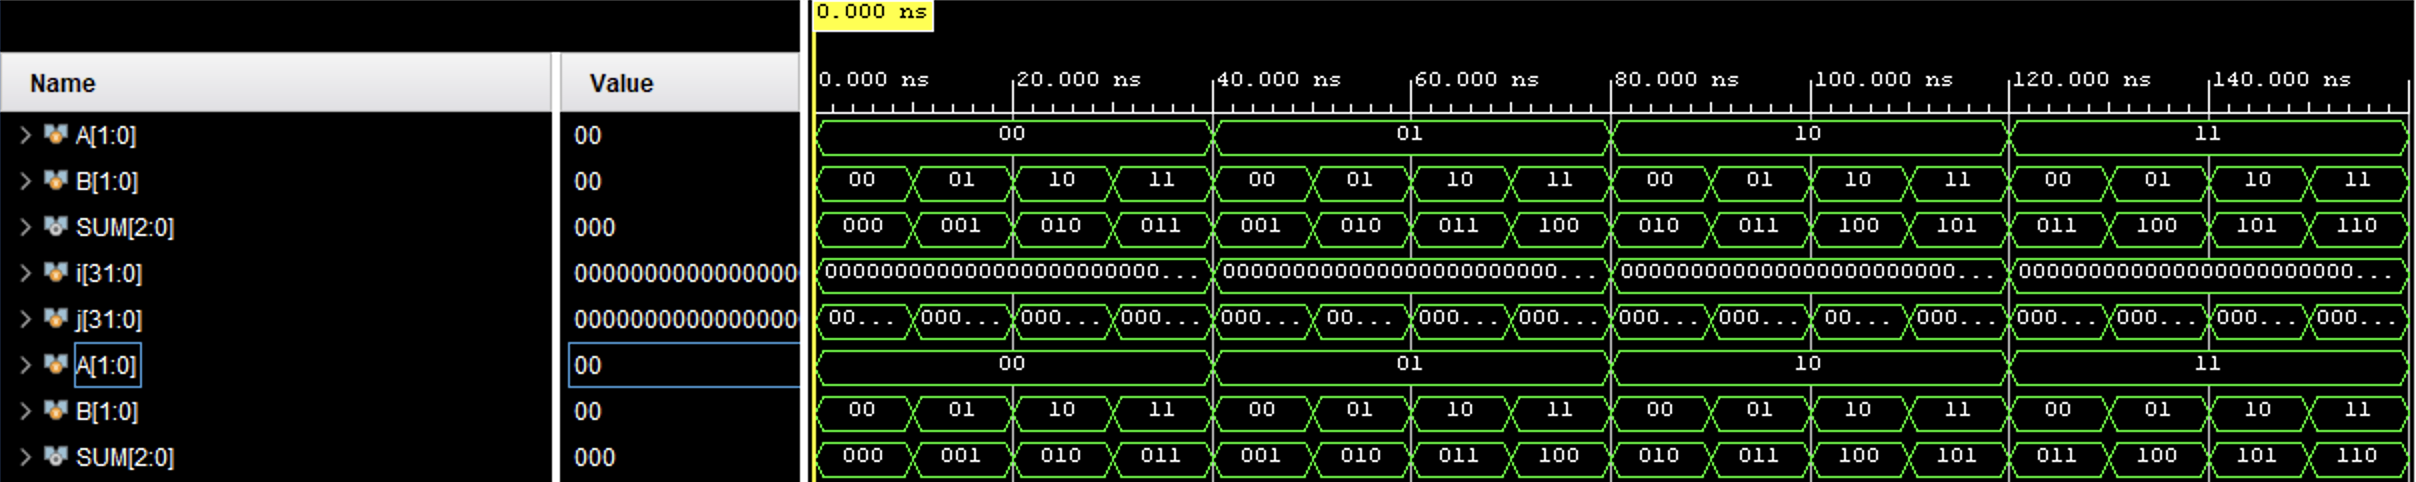 0.000 ns
Name Value 0.000 ns 20.000 ns 40.000 ns 60.000 ns 80.000 ns 100.000 ns 120.000 ns 140.000 ns
A[1:0] 00 00 01 10 11
B[1:0] 00 00 01 10 11 00 01 10 11 00 01 10 11 00 01 10 11
SUM[2:0] 000 000 001 010 011 001 010 011 100 010 011 100 101 011 100 101 110
i[31:0] 00000000000000000 0000000000000000000000000... 0000000000000000000000000... 0000000000000000000000000... 0000000000000000000000000...
j[31:0] 00000000000000000 00... 000... 000... 000... 000... 00... 000... 000... 000... 000... 00... 000... 000... 000... 000... 000...
A[1:0] 00 00 01 10 11
B[1:0] 00 00 01 10 11 00 01 10 11 00 01 10 11 00 01 10 11
SUM[2:0] 000 000 001 010 011 001 010 011 100 010 011 100 101 011 100 101 110